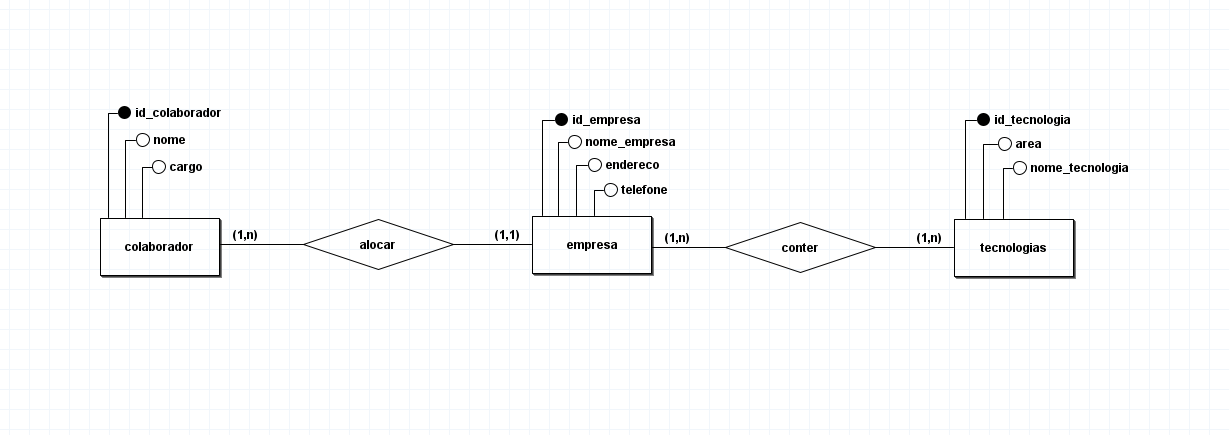 id_colaborador
nome
cargo
colaborador
(1,n)
alocar
(1,1)
id_empresa
nome_empresa
endereco
telefone
empresa
(1,n)
conter
(1,n)
id_tecnologia
area
nome_tecnologia
tecnologias